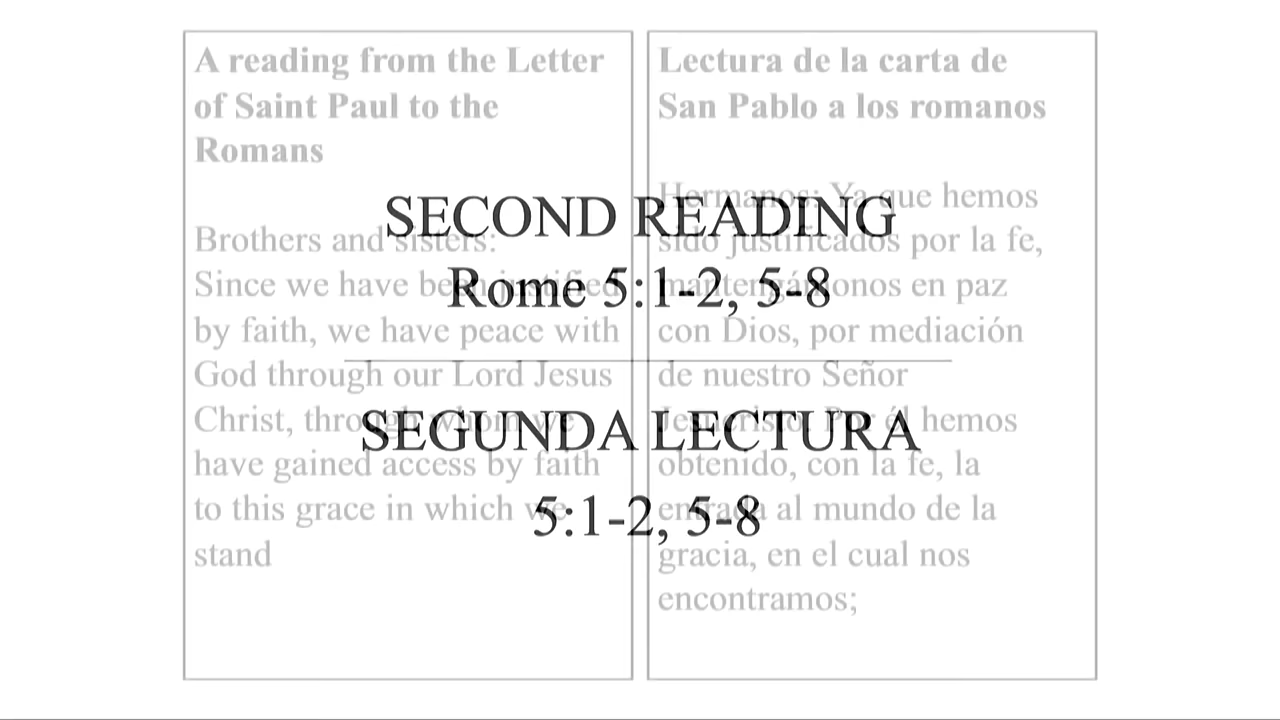 A reading from the Letter
of Saint Paul to the
Romans
Brothers and sisters:
Since we have been justified
by faith, we have peace with
God through our Lord Jesus
Christ, through whom we
have gained access by faith
to this grace in which we
stand
Lectura de la carta de
San Pablo a los romanos
Hermanos: Ya que hemos
sido justificados por la fe,
mantengámonos en paz
con Dios, por mediación
de nuestro Señor
Jesucristo. Por él hemos
obtenido, con la fe, la
entrada al mundo de la
gracia, en el cual nos
encontramos;
SECOND READING
Rome 5:1-2, 5-8
SEGUNDA LECTURA
5:1-2, 5-8